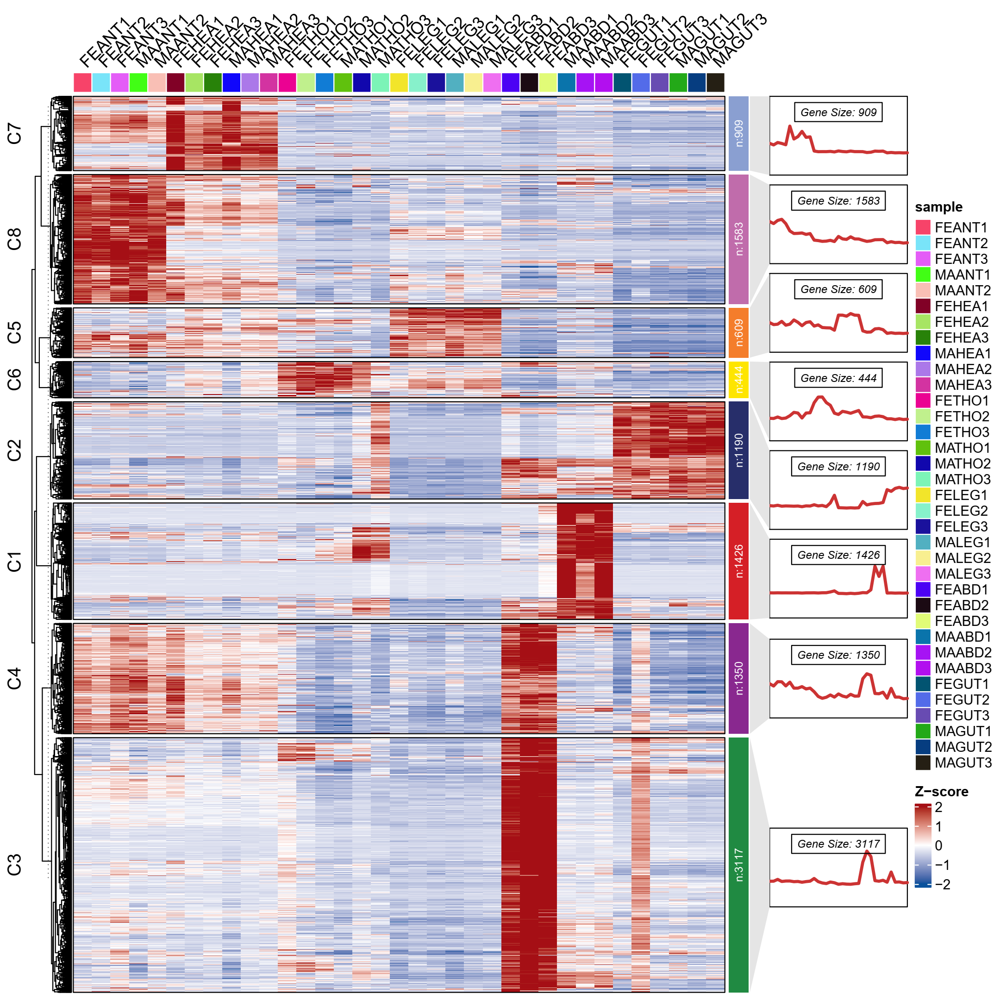 FEANT1
FEANT2
FEANT3
MAANT1
MAANT2
FEHEA1
FEHEA2
FEHEA3
MAHEA1
MAHEA2
MAHEA3
FETHO1
FETHO2
FETHO3
MATHO1
MATHO2
MATHO3
FELEG1
FELEG2
FELEG3
MALEG1
MALEG2
MALEG3
FEABD1
FEABD2
FEABD3
MAABD1
MAABD2
MAABD3
FEGUT1
FEGUT2
FEGUT3
MAGUT1
MAGUT2
MAGUT3
C7
n:909
Gene Size: 909
C8
n:1583
Gene Size: 1583
C5
n:609
Gene Size: 609
C6
n:444
Gene Size: 444
C2
n:1190
Gene Size: 1190
C1
n:1426
Gene Size: 1426
C4
n:1350
Gene Size: 1350
C3
n:3117
Gene Size: 3117
sample
FEANT1
FEANT2
FEANT3
MAANT1
MAANT2
FEHEA1
FEHEA2
FEHEA3
MAHEA1
MAHEA2
MAHEA3
FETHO1
FETHO2
FETHO3
MATHO1
MATHO2
MATHO3
FELEG1
FELEG2
FELEG3
MALEG1
MALEG2
MALEG3
FEABD1
FEABD2
FEABD3
MAABD1
MAABD2
MAABD3
FEGUT1
FEGUT2
FEGUT3
MAGUT1
MAGUT2
MAGUT3
Z−score
2
1
0
−1
−2